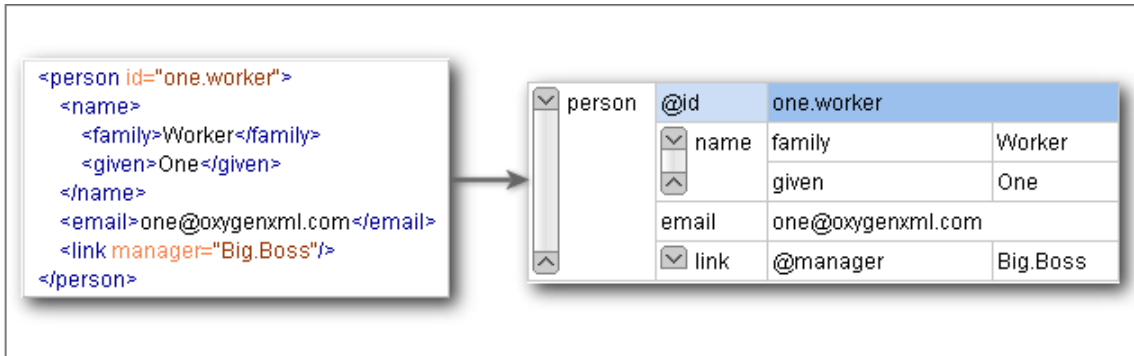 <person id="one.worker">
<name>
<family>Worker</family>
<given>One</given>
</name>
<email>one@oxygenxml.com</email>
<link manager="Big.Boss"/>
</person>
person @id one.worker
name family Worker
given One
email one@oxygenxml.com
link @manager Big.Boss